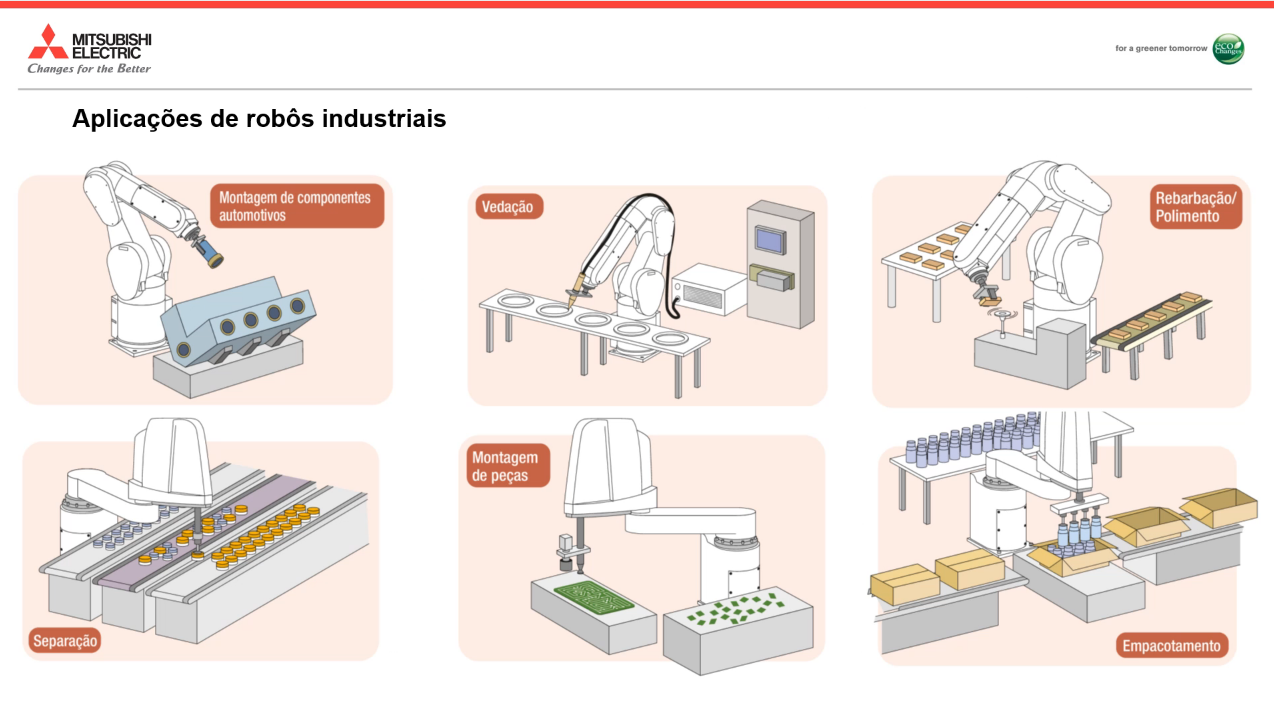 MITSUBISHI
ELECTRIC
Changes for the Better
for a greener tomorrow
eco
Changes
Aplicações de robôs industriais
Montagem de componentes
automotivos
Vedação
Rebarbação/
Polimento
Separação
Montagem
de peças
Empacotamento